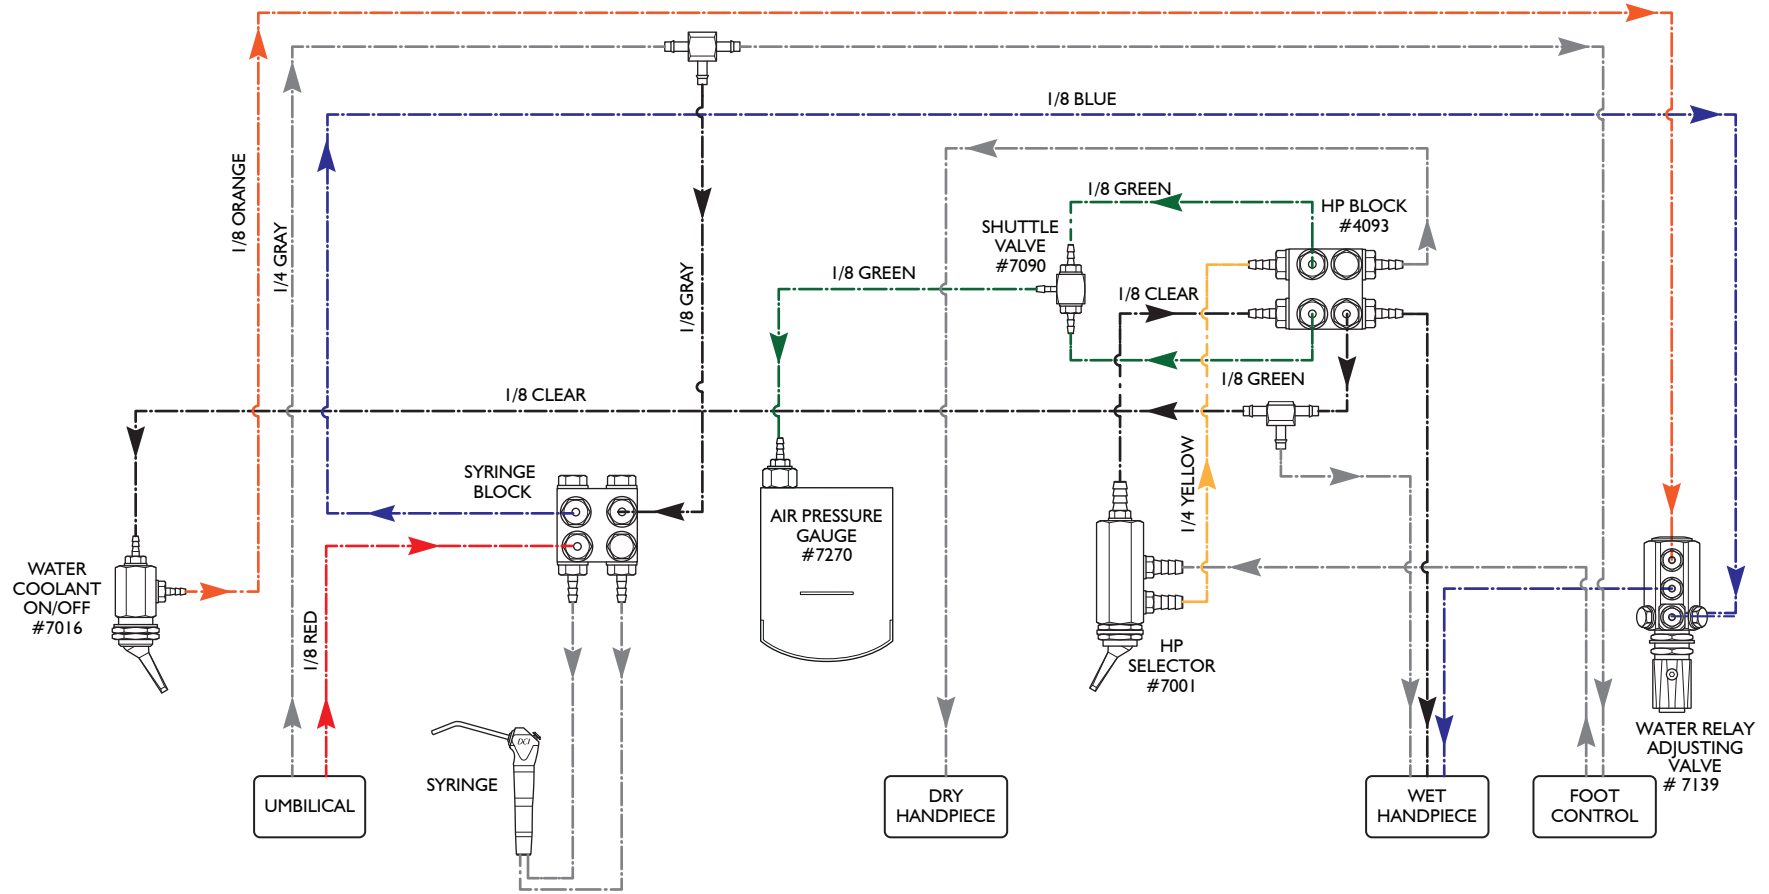 1/8 BLUE
1/8 ORANGE
1/4 GRAY
1/8 GREEN
HP BLOCK
#4093
SHUTTLE
VALVE
#7090
1/8 GREEN
1/8 GRAY
1/8 CLEAR
1/8 GREEN
1/8 CLEAR
SYRINGE
BLOCK
1/4 YELLOW
AIR PRESSURE
GAUGE
#7270
WATER
COOLANT
ON/OFF
#7016
1/8 RED
HP
SELECTOR
#7001
WATER RELAY
ADJUSTING
VALVE
# 7139
DCI
SYRINGE
UMBILICAL
DRY
HANDPIECE
WET
HANDPIECE
FOOT
CONTROL